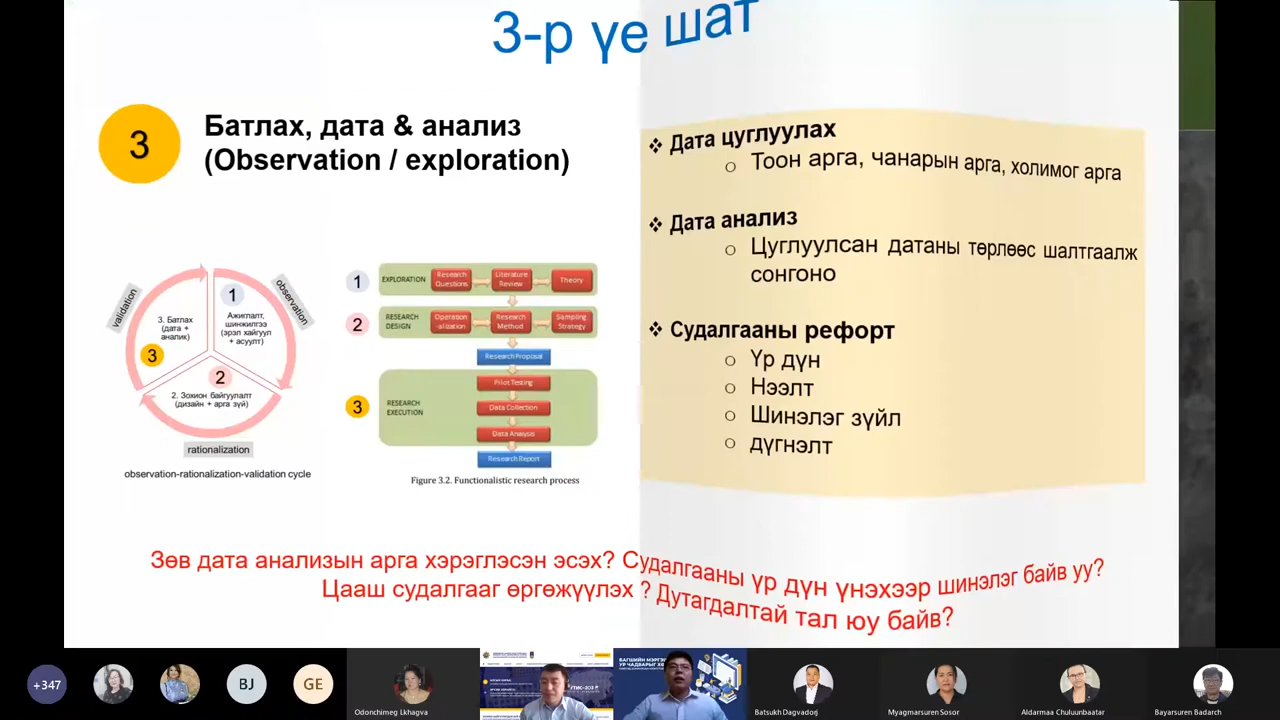 3-р үе шат
3
Батлах, дата & анализ
(Observation / exploration)
❖ Дата цуглуулах
o Тоон арга, чанарын арга, холимог арга
❖ Дата анализ
o Цуглуулсан датаны төрлөөс шалтгаалж
сонгоно
❖ Судалгааны рефорт
o Үр дүн
o Нээлт
o Шинэлэг зүйл
o дүгнэлт
validation
observation
1
Ажиглалт,
шинжилгээ
(эрэл хайгуул
+ асуулт)
3. Батлах
(дата +
аналик)
3
2
2. Зохион байгуулалт
(дизайн + арга зүй)
rationalization
observation-rationalization-validation cycle
1
EXPLORATION
Research
Questions
Literature
Review
Theory
2
RESEARCH
DESIGN
Operation
-alization
Research
Method
Sampling
Strategy
Research Proposal
3
RESEARCH
EXECUTION
Pilot Testing
Data Collection
Data Analysis
Research Report
Figure 3.2. Functionalistic research process
Зөв дата анализын арга хэрэглэсэн эсэх? Судалгааны үр дүн үнэхээр шинэлэг байв уу?
Цааш судалгааг өргөжүүлэх ? Дутагдалтай тал юу байв?
+347
BJ
GE
Odonchimeg Lkhagva
Batsukh Dagvadorj
Myagmarsuren Sosor
Aldarmaa Chuluunbaatar
Bayarsuren Badarch